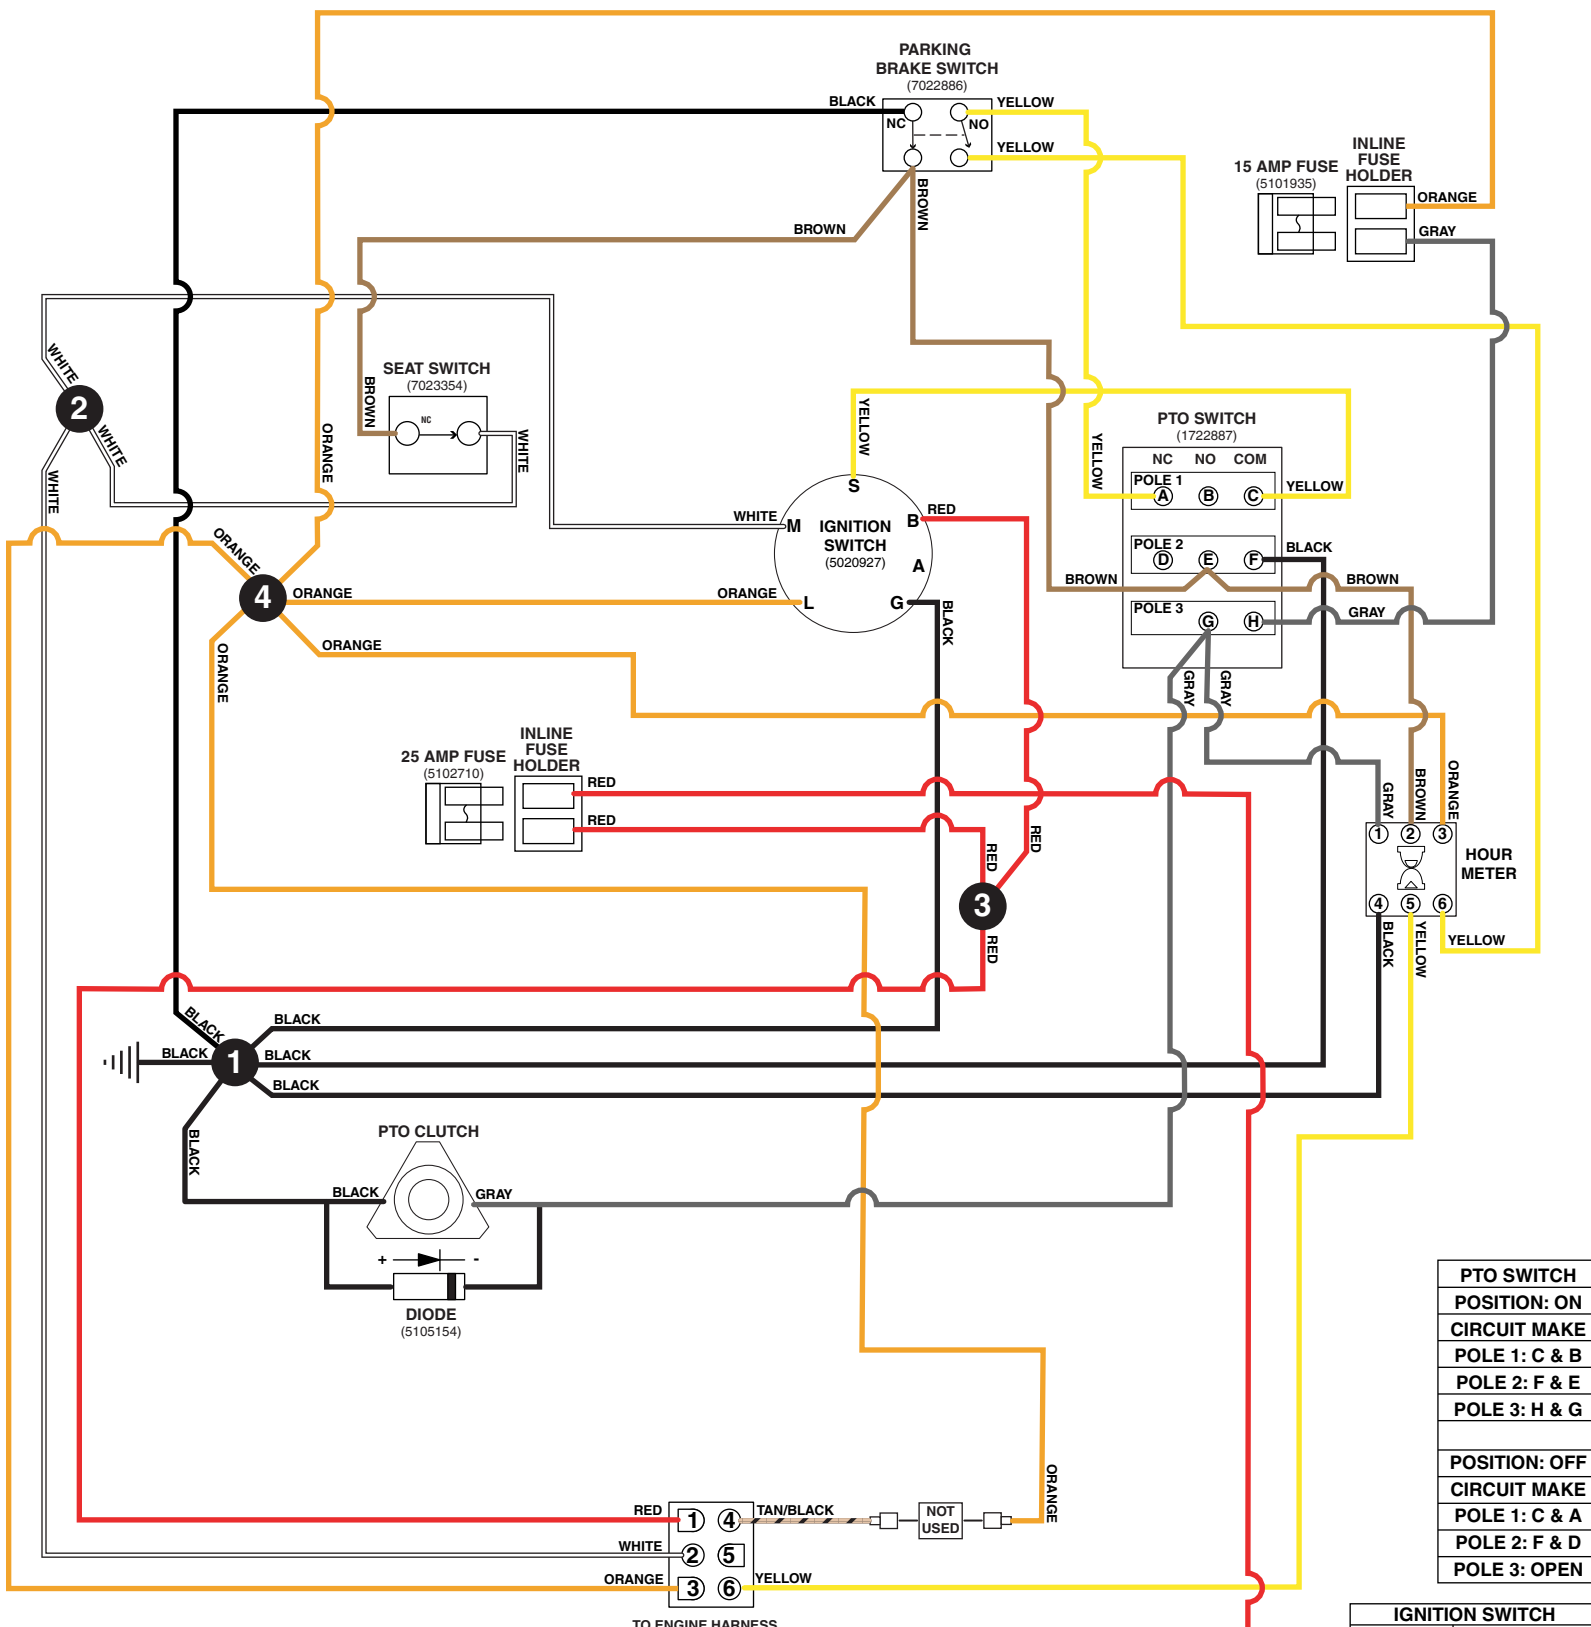 PARKING
BRAKE SWITCH
(7022886)
BLACK
YELLOW
NC
NO
YELLOW
BROWN
BROWN
15 AMP FUSE
(5101935)
INLINE
FUSE
HOLDER
ORANGE
GRAY
WHITE
2
WHITE
WHITE
SEAT SWITCH
(7023354)
BROWN
NC
WHITE
ORANGE
YELLOW
S
M
WHITE
IGNITION
SWITCH
(5020927)
B
RED
A
L
G
BLACK
YELLOW
PTO SWITCH
(1722887)
NC NO COM
POLE 1
A B C
YELLOW
POLE 2
D E F
BLACK
BROWN
BROWN
POLE 3
G H
GRAY
GRAY
GRAY
ORANGE
4
ORANGE
ORANGE
ORANGE
ORANGE
25 AMP FUSE
(5102710)
INLINE
FUSE
HOLDER
RED
RED
RED
RED
3
RED
GRAY
BROWN
ORANGE
1 2 3
HOUR
METER
4 5 6
BLACK
YELLOW
YELLOW
BLACK
BLACK
BLACK
1
BLACK
BLACK
BLACK
PTO CLUTCH
BLACK
GRAY
+ -
DIODE
(5105154)
ORANGE
RED
1 4
TAN/BLACK
NOT
USED
WHITE
2 5
ORANGE
3 6
YELLOW
TO ENGINE HARNESS
PTO SWITCH
POSITION: ON
CIRCUIT MAKE
POLE 1: C & B
POLE 2: F & E
POLE 3: H & G
POSITION: OFF
CIRCUIT MAKE
POLE 1: C & A
POLE 2: F & D
POLE 3: OPEN
IGNITION SWITCH